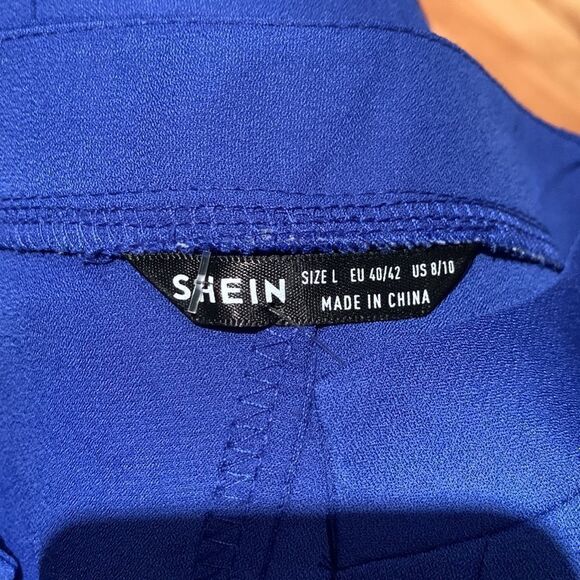 SHEIN
SIZE L EU 40/42 US 8/10
MADE IN CHINA